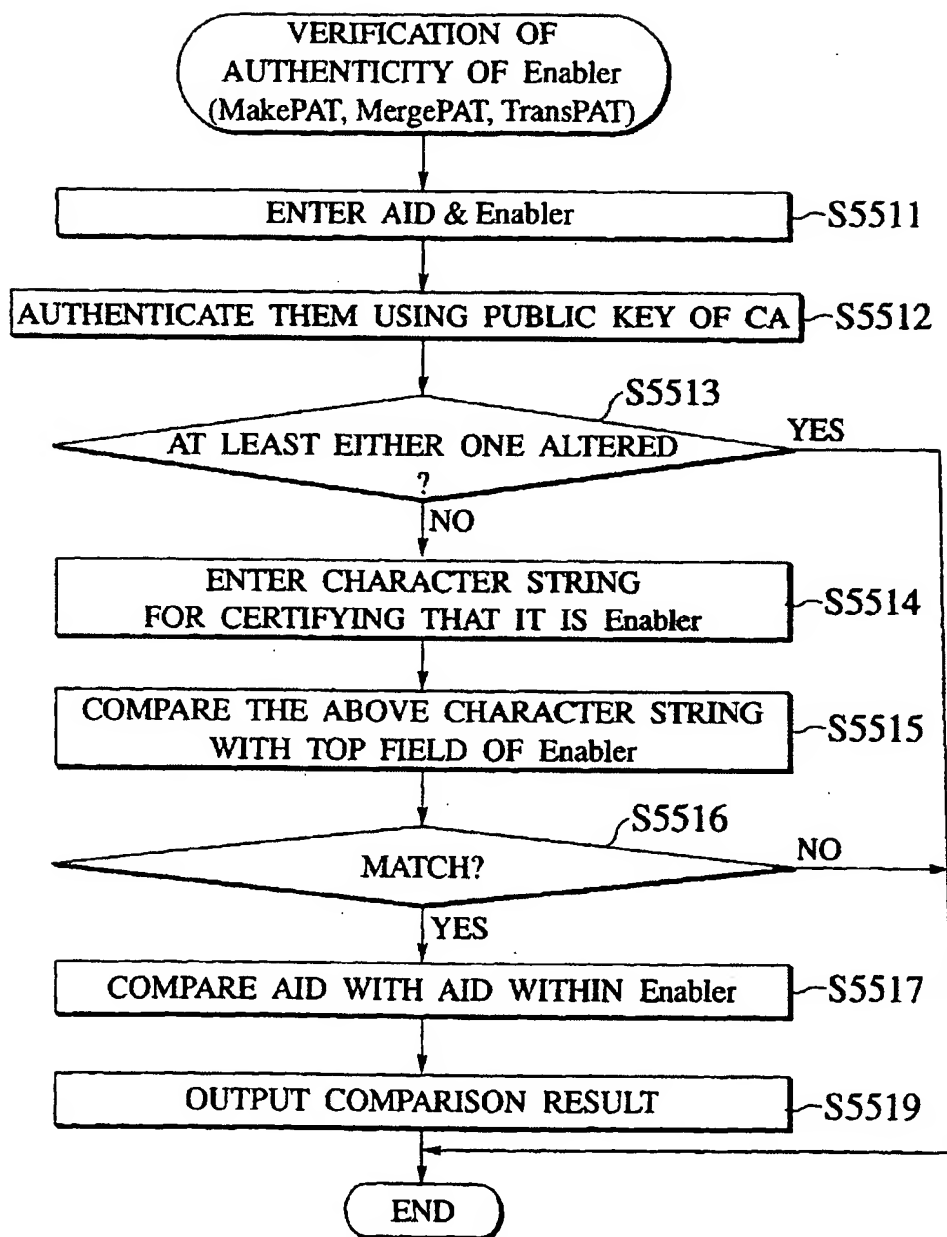 VERIFICATION OF
AUTHENTICITY OF Enabler
(MakePAT, MergePAT, TransPAT)
ENTER AID & Enabler
S5511
AUTHENTICATE THEM USING PUBLIC KEY OF CA
S5512
S5513
AT LEAST EITHER ONE ALTERED
?
YES
NO
ENTER CHARACTER STRING
FOR CERTIFYING THAT IT IS Enabler
S5514
COMPARE THE ABOVE CHARACTER STRING
WITH TOP FIELD OF Enabler
S5515
S5516
MATCH?
NO
YES
COMPARE AID WITH AID WITHIN Enabler
S5517
OUTPUT COMPARISON RESULT
S5519
END